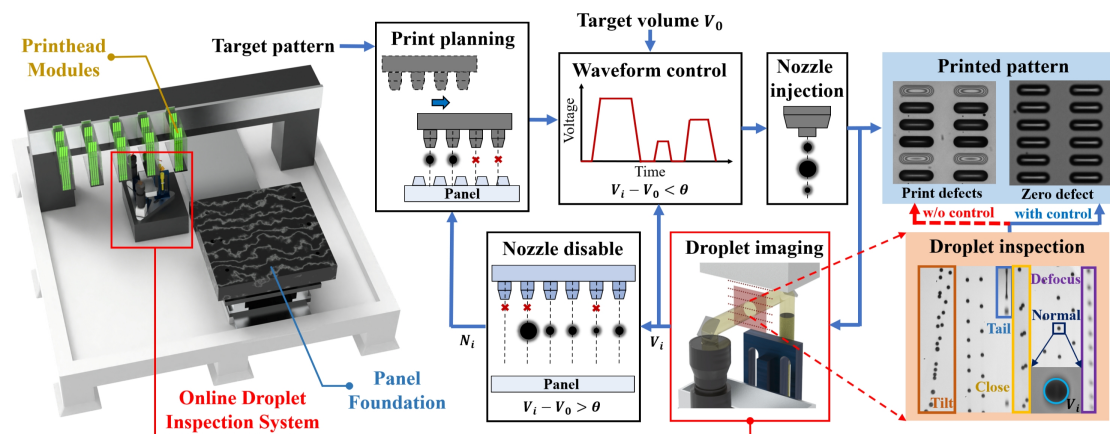 Printhead
Modules
Target pattern
Print planning
Panel
Target volume V₀
Waveform control
Voltage
Time
Vᵢ − V₀ < θ
Nozzle
injection
Printed pattern
Print defects
Zero defect
w/o control
with control
Nozzle disable
Nᵢ
Panel
Vᵢ − V₀ > θ
Vᵢ
Droplet imaging
Droplet inspection
Defocus
Normal
Tail
Close
Tilt
Vᵢ
Panel
Foundation
Online Droplet
Inspection System